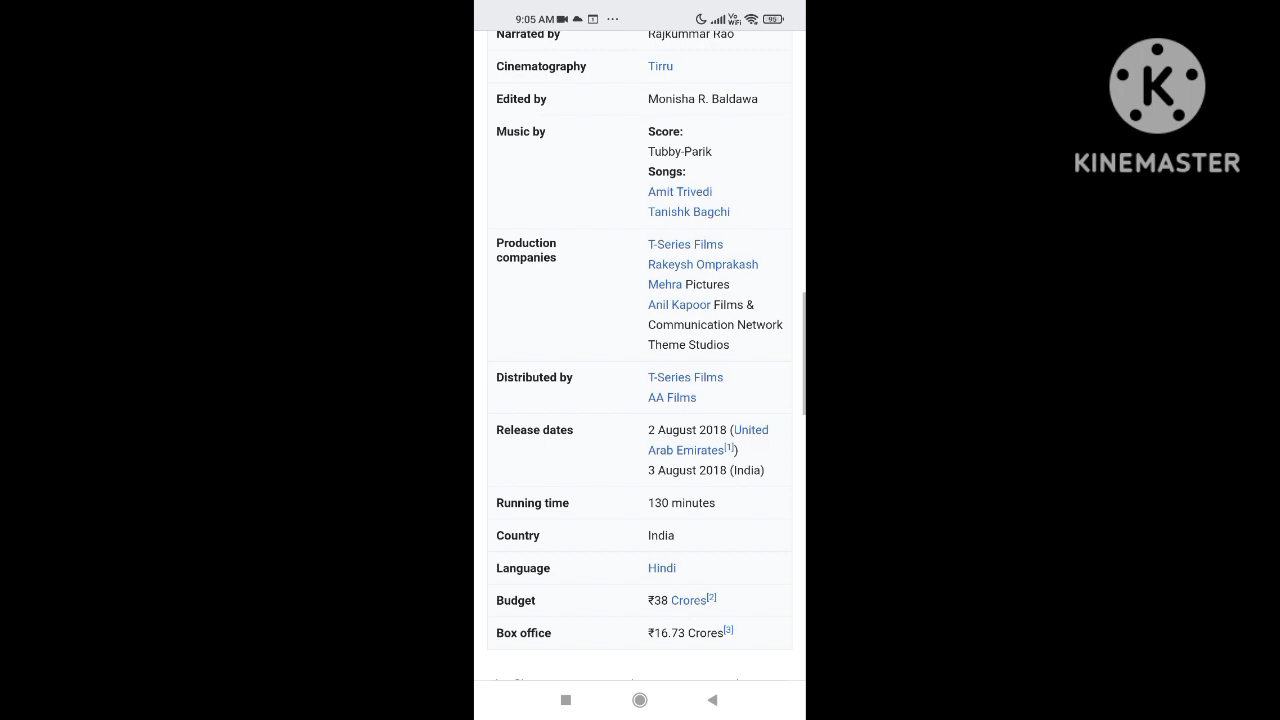 9:05 AM
Vo WiFi
95
Narrated by Rajkummar Rao
K
KINEMASTER
Cinematography Tirru
Edited by Monisha R. Baldawa
Music by Score:
Tubby-Parik
Songs:
Amit Trivedi
Tanishk Bagchi
Production companies
T-Series Films
Rakeysh Omprakash
Mehra Pictures
Anil Kapoor Films &
Communication Network
Theme Studios
Distributed by T-Series Films
AA Films
Release dates 2 August 2018 (United
Arab Emirates[1])
3 August 2018 (India)
Running time 130 minutes
Country India
Language Hindi
Budget ₹38 Crores[2]
Box office ₹16.73 Crores[3]